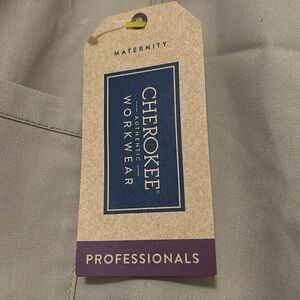 MATERNITY
CHEROKEE®
AUTHENTIC
WORKWEAR
PROFESSIONALS